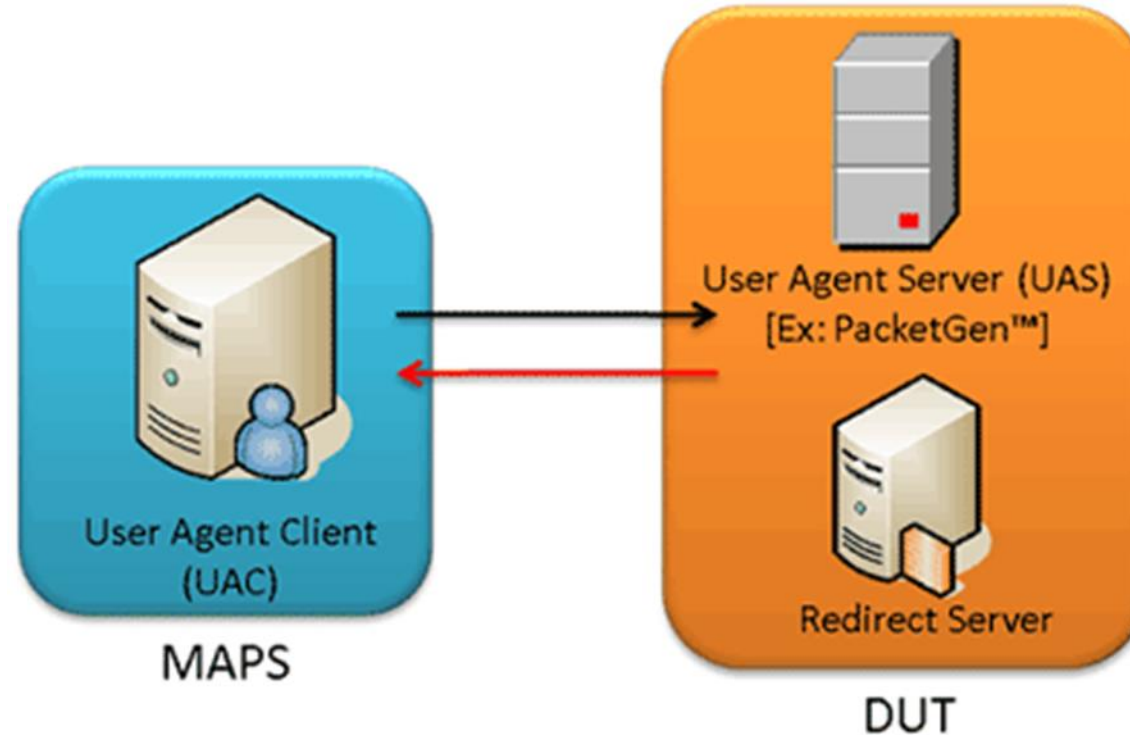 User Agent Client
(UAC)
MAPS
User Agent Server (UAS)
[Ex: PacketGen™]
Redirect Server
DUT